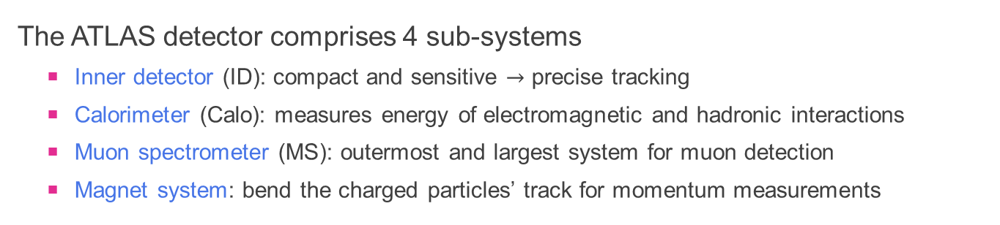 The ATLAS detector comprises 4 sub-systems
▪ Inner detector (ID): compact and sensitive → precise tracking
▪ Calorimeter (Calo): measures energy of electromagnetic and hadronic interactions
▪ Muon spectrometer (MS): outermost and largest system for muon detection
▪ Magnet system: bend the charged particles’ track for momentum measurements